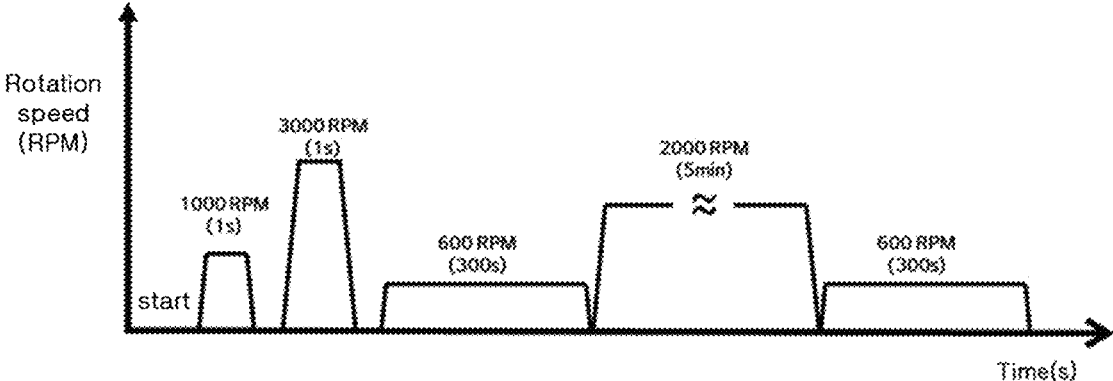 Rotation
speed
(RPM)
start
1000 RPM
(1s)
3000 RPM
(1s)
600 RPM
(300s)
2000 RPM
(5min)
600 RPM
(300s)
Time(s)